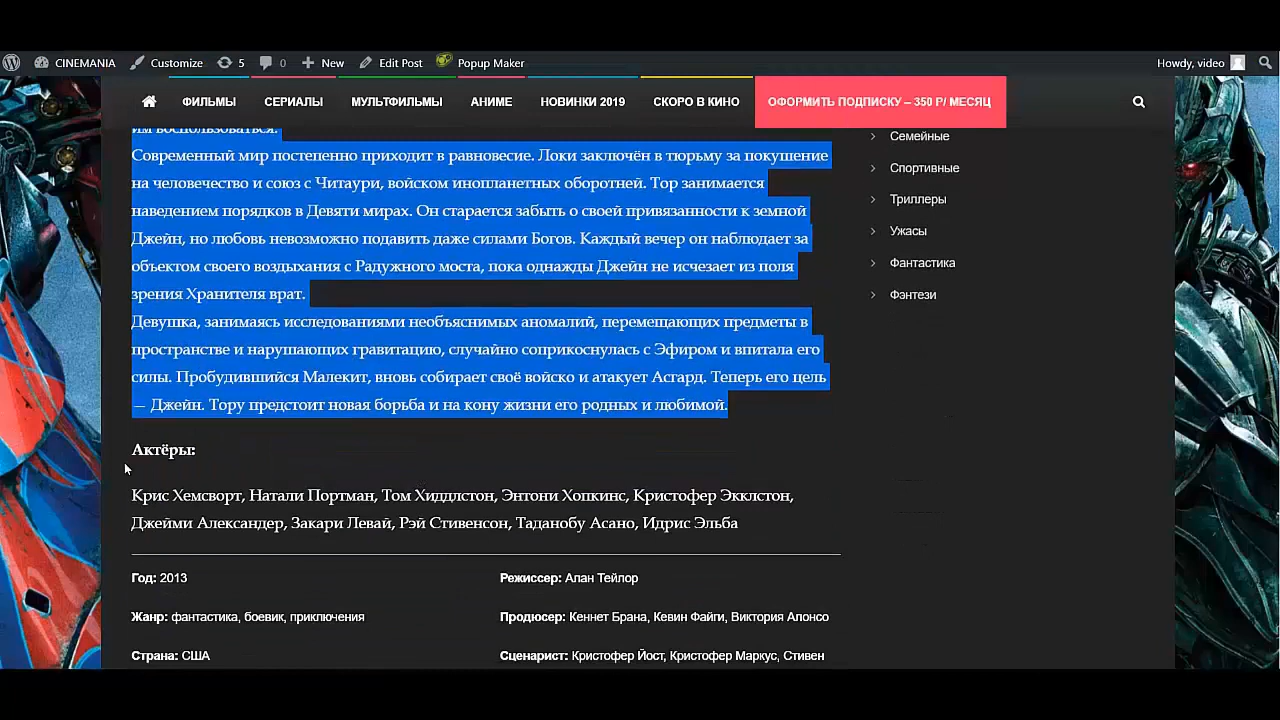 CINEMANIA Customize 5 0 New Edit Post Popup Maker Howdy, video
ФИЛЬМЫ СЕРИАЛЫ МУЛЬТФИЛЬМЫ АНИМЕ НОВИНКИ 2019 СКОРО В КИНО ОФОРМИТЬ ПОДПИСКУ – 350 Р/ МЕСЯЦ
им воспользоваться.
Современный мир постепенно приходит в равновесие. Локи заключён в тюрьму за покушение
на человечество и союз с Читаури, войском инопланетных оборотней. Тор занимается
наведением порядков в Девяти мирах. Он старается забыть о своей привязанности к земной
Джейн, но любовь невозможно подавить даже силами Богов. Каждый вечер он наблюдает за
объектом своего воздыхания с Радужного моста, пока однажды Джейн не исчезает из поля
зрения Хранителя врат.
Девушка, занимаясь исследованиями необъяснимых аномалий, перемещающих предметы в
пространстве и нарушающих гравитацию, случайно соприкоснулась с Эфиром и впитала его
силы. Пробудившийся Малекит, вновь собирает своё войско и атакует Асгард. Теперь его цель
— Джейн. Тору предстоит новая борьба и на кону жизни его родных и любимой.
Актёры:
Крис Хемсворт, Натали Портман, Том Хиддлстон, Энтони Хопкинс, Кристофер Экклстон,
Джейми Александер, Закари Левай, Рэй Стивенсон, Таданобу Асано, Идрис Эльба
Год: 2013
Режиссер: Алан Тейлор
Жанр: фантастика, боевик, приключения
Продюсер: Кеннет Брана, Кевин Файги, Виктория Алонсо
Страна: США
Сценарист: Кристофер Йост, Кристофер Маркус, Стивен
Семейные
Спортивные
Триллеры
Ужасы
Фантастика
Фэнтези